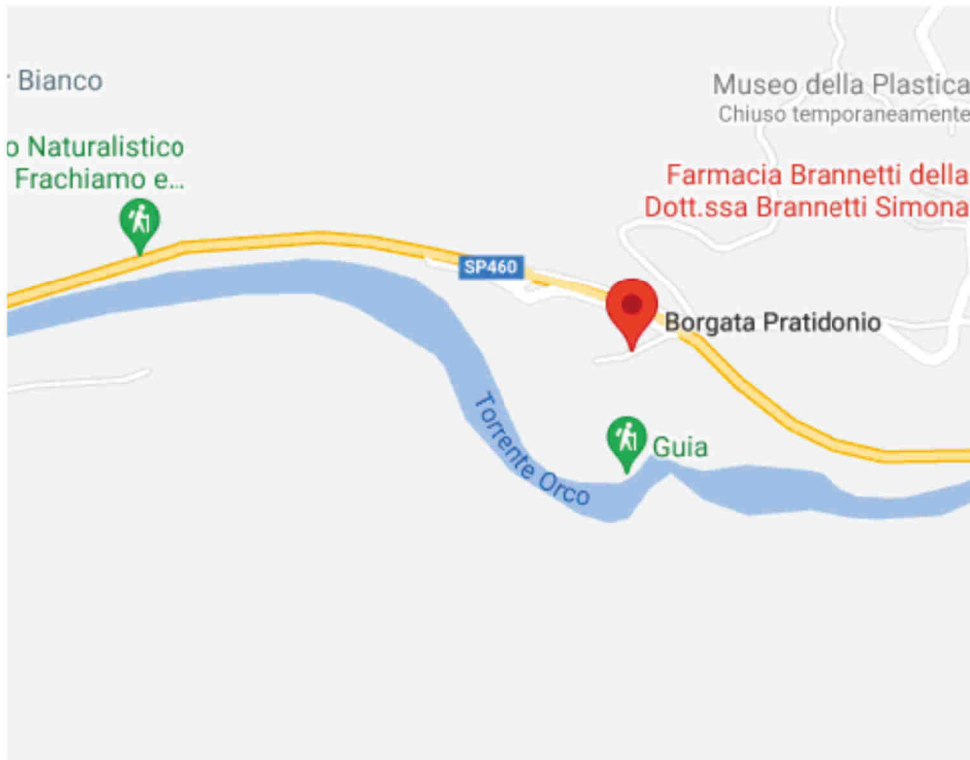 Bianco
Museo della Plastica
Chiuso temporaneamente
o Naturalistico
Frachiamo e...
Farmacia Brannetti della
Dott.ssa Brannetti Simona
SP460
Borgata Pratidonio
Torrente Orco
Guia